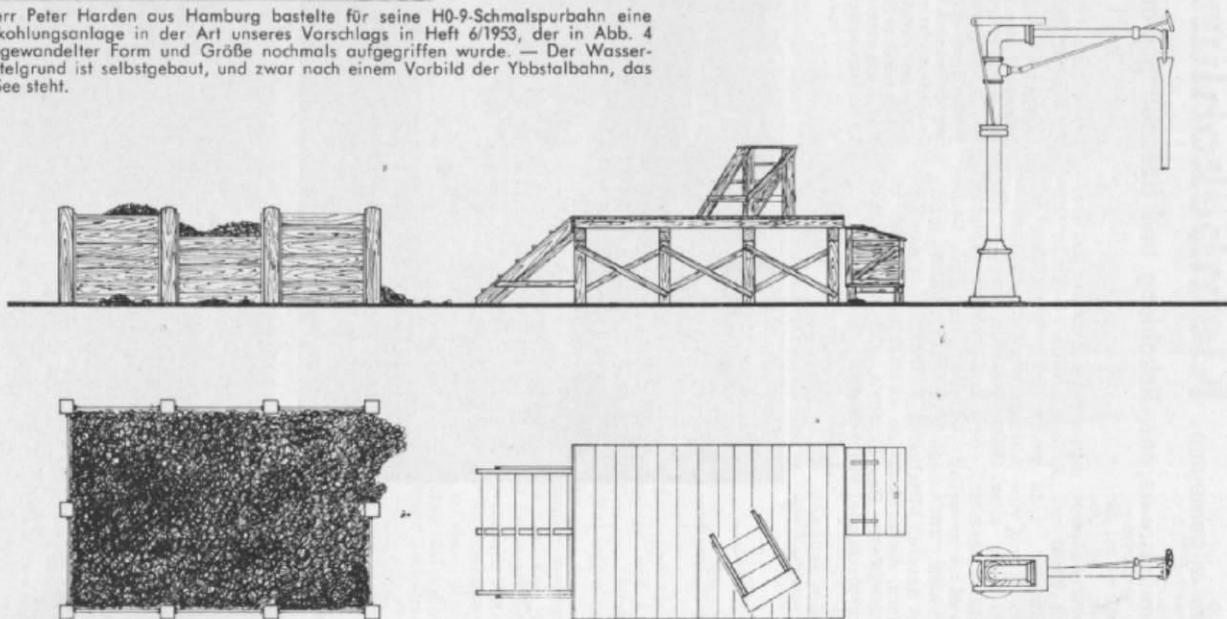 err Peter Harden aus Hamburg bastelte für seine H0-9-Schmalspurbahn eine
kohlungsanlage in der Art unseres Vorschlags in Heft 6/1953, der in Abb. 4
gewandelter Form und Größe nochmals aufgegriffen wurde. — Der Wasser-
telgrund ist selbstgebaut, und zwar nach einem Vorbild der Ybbstalbahn, das
See steht.